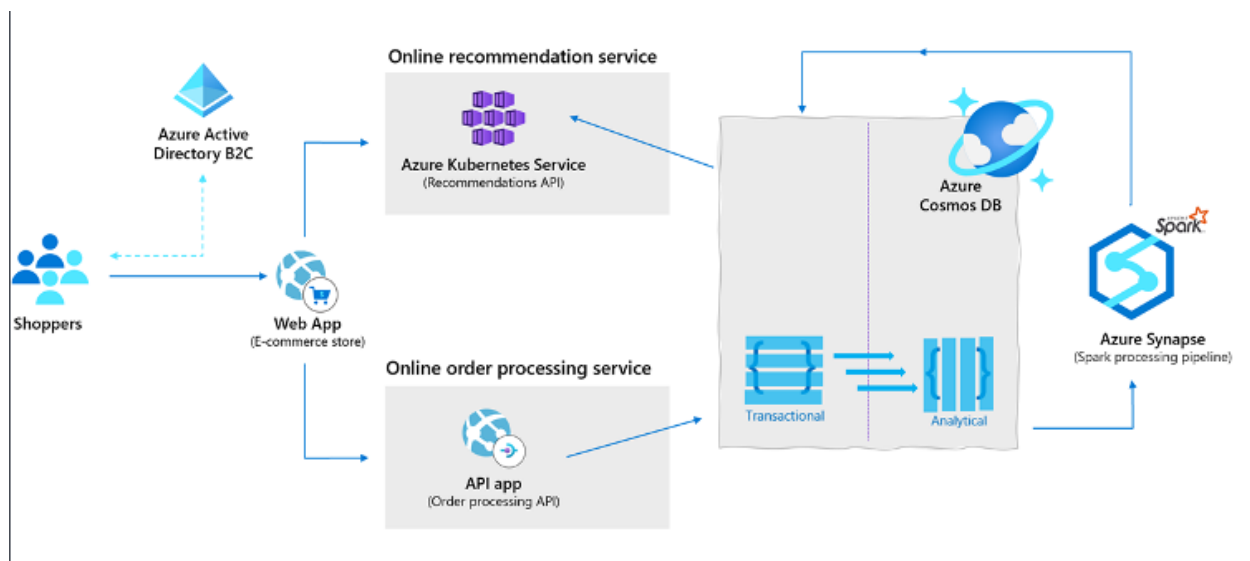 Online recommendation service
Azure Active
Directory B2C
Azure Kubernetes Service
(Recommendations API)
Azure
Cosmos DB
APACHE
Spark
Shoppers
Web App
(E-commerce store)
Azure Synapse
(Spark processing pipeline)
Online order processing service
Transactional
Analytical
API app
(Order processing API)